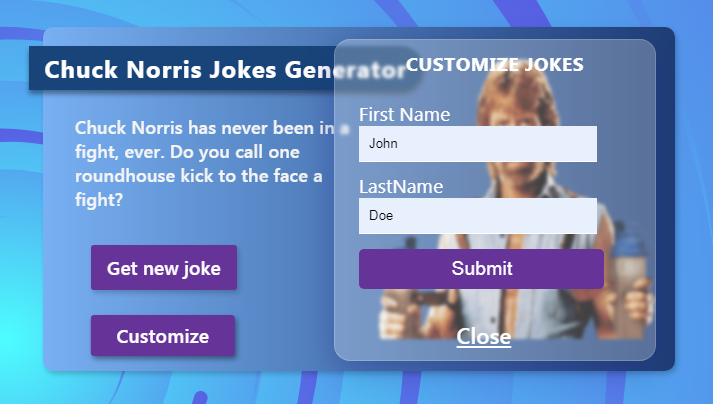 Chuck Norris Jokes Generator
Chuck Norris has never been in a
fight, ever. Do you call one
roundhouse kick to the face a
fight?
Get new joke
Customize
CUSTOMIZE JOKES
First Name
John
LastName
Doe
Submit
Close